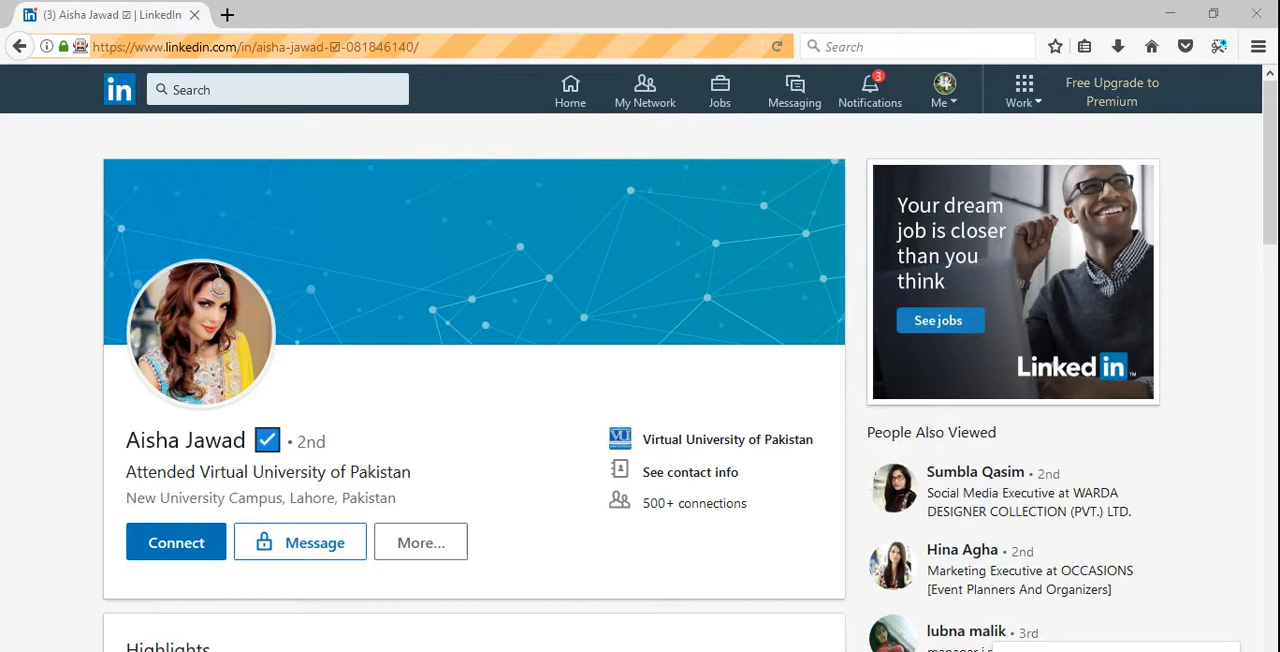 (3) Aisha Jawad ☑ | LinkedIn
https://www.linkedin.com/in/aisha-jawad-☑-081846140/
Search
in
Search
Home
My Network
Jobs
Messaging
3
Notifications
Me
Work
Free Upgrade to
Premium
Your dream
job is closer
than you
think
See jobs
Linked in
Aisha Jawad ☑ • 2nd
Attended Virtual University of Pakistan
New University Campus, Lahore, Pakistan
Connect
Message
More...
VU
Virtual University of Pakistan
See contact info
500+ connections
People Also Viewed
Sumbla Qasim • 2nd
Social Media Executive at WARDA
DESIGNER COLLECTION (PVT.) LTD.
Hina Agha • 2nd
Marketing Executive at OCCASIONS
[Event Planners And Organizers]
lubna malik • 3rd
Highlights